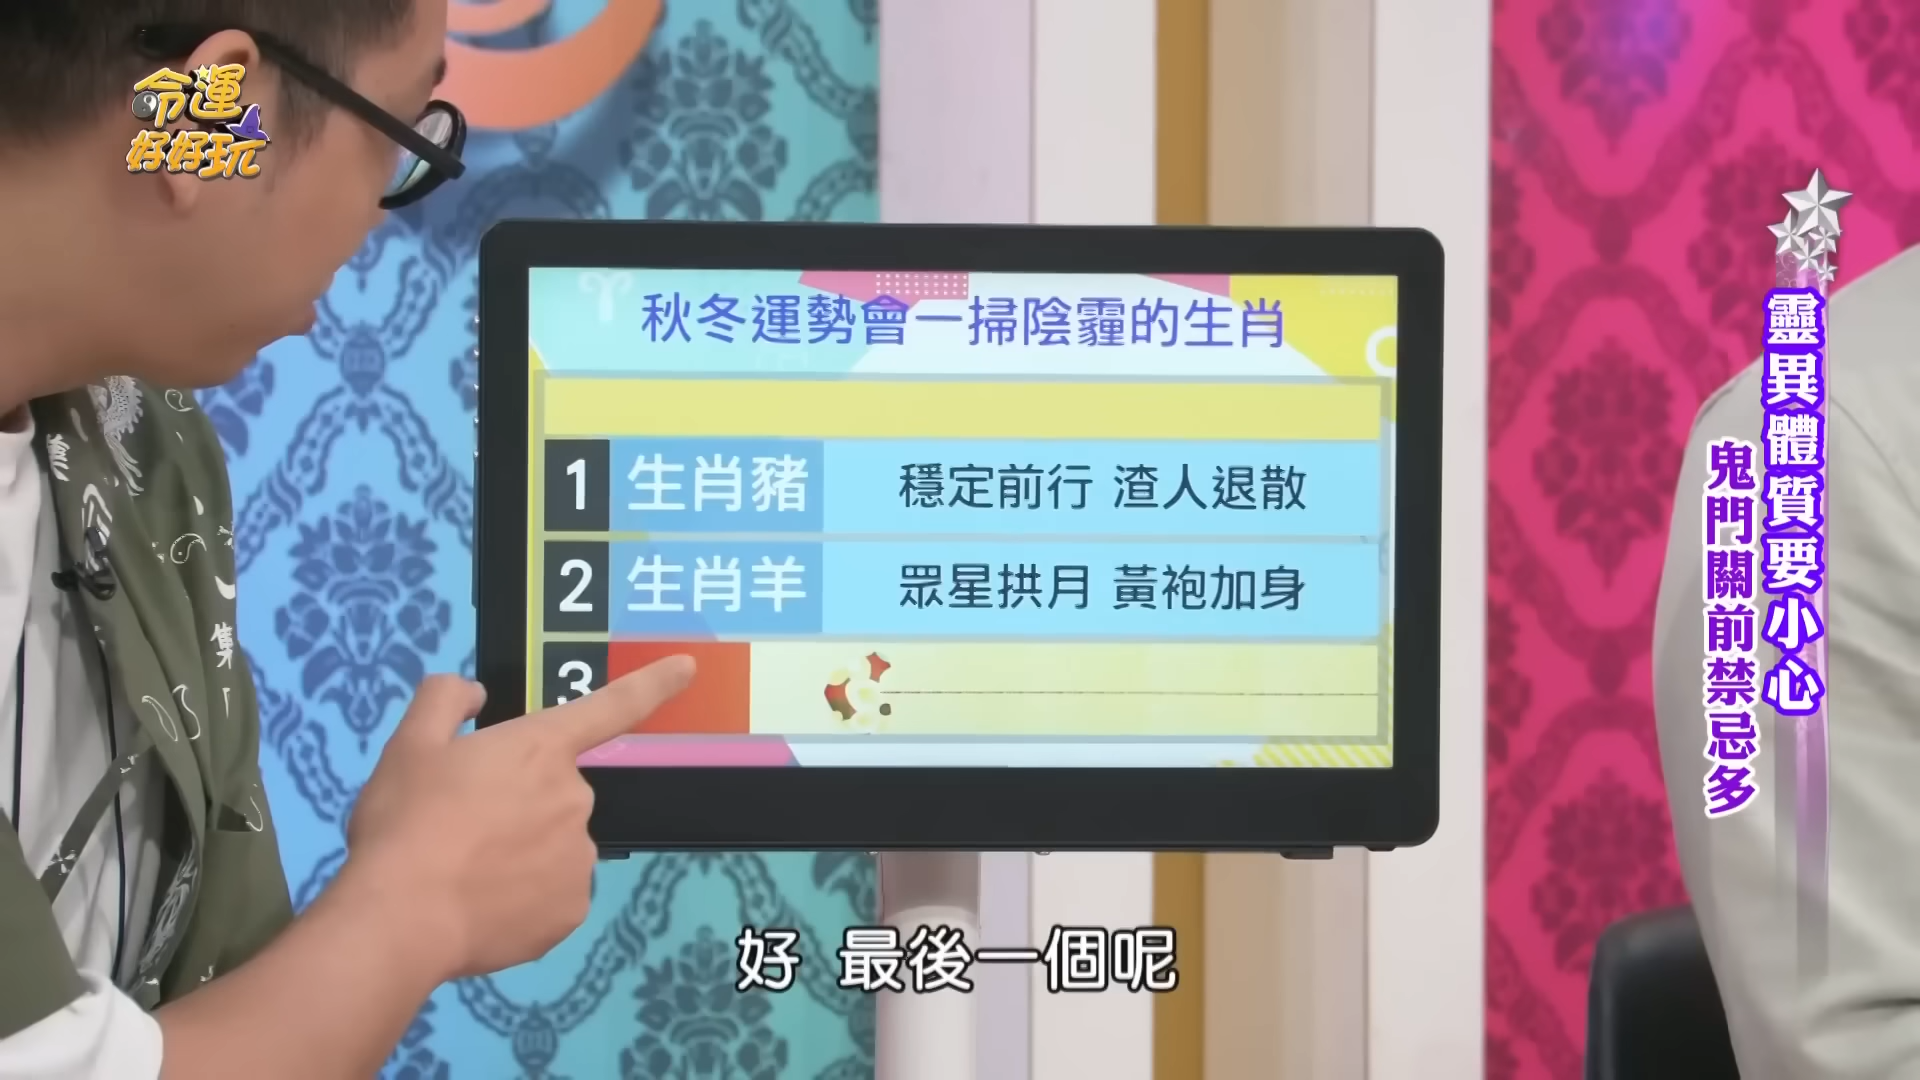 命運
好好玩
秋冬運勢會一掃陰霾的生肖
1 生肖豬 穩定前行 渣人退散
2 生肖羊 眾星拱月 黃袍加身
3
靈異體質要小心
鬼門關前禁忌多
好 最後一個呢